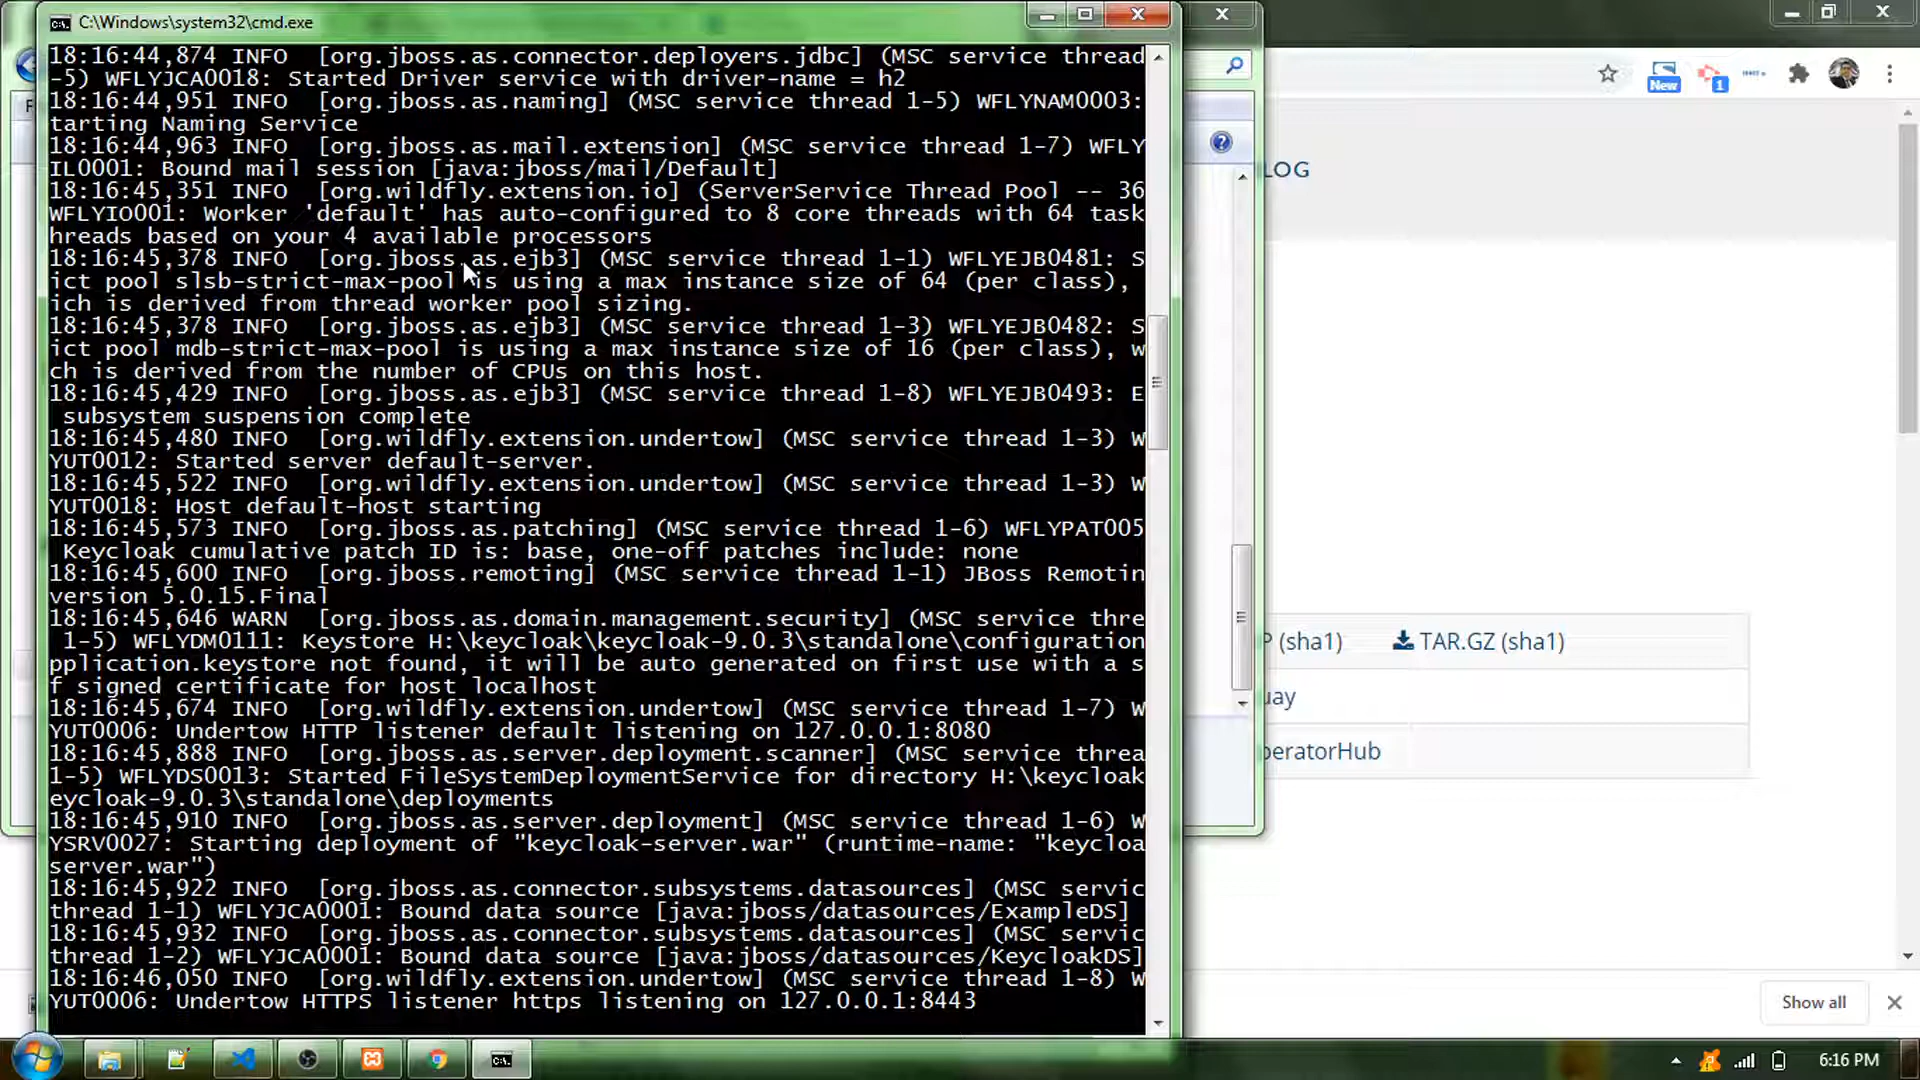 C:\Windows\system32\cmd.exe
18:16:44,874 INFO  [org.jboss.as.connector.deployers.jdbc] (MSC service thread
-5) WFLYJCA0018: Started Driver service with driver-name = h2
18:16:44,951 INFO  [org.jboss.as.naming] (MSC service thread 1-5) WFLYNAM0003:
tarting Naming Service
18:16:44,963 INFO  [org.jboss.as.mail.extension] (MSC service thread 1-7) WFLY
IL0001: Bound mail session [java:jboss/mail/Default]
18:16:45,351 INFO  [org.wildfly.extension.io] (ServerService Thread Pool -- 36
WFLYIO001: Worker 'default' has auto-configured to 8 core threads with 64 task
hreads based on your 4 available processors
18:16:45,378 INFO  [org.jboss.as.ejb3] (MSC service thread 1-1) WFLYEJB0481: S
ict pool slsb-strict-max-pool is using a max instance size of 64 (per class),
ich is derived from thread worker pool sizing.
18:16:45,378 INFO  [org.jboss.as.ejb3] (MSC service thread 1-3) WFLYEJB0482: S
ict pool mdb-strict-max-pool is using a max instance size of 16 (per class), w
ch is derived from the number of CPUs on this host.
18:16:45,429 INFO  [org.jboss.as.ejb3] (MSC service thread 1-8) WFLYEJB0493: E
subsystem suspension complete
18:16:45,480 INFO  [org.wildfly.extension.undertow] (MSC service thread 1-3) W
YUT0012: Started server default-server.
18:16:45,522 INFO  [org.wildfly.extension.undertow] (MSC service thread 1-3) W
YUT0018: Host default-host starting
18:16:45,573 INFO  [org.jboss.as.patching] (MSC service thread 1-6) WFLYPAT005
Keycloak cumulative patch ID is: base, one-off patches include: none
18:16:45,600 INFO  [org.jboss.remoting] (MSC service thread 1-1) JBoss Remotin
version 5.0.15.Final
18:16:45,646 WARN  [org.jboss.as.domain.management.security] (MSC service thre
1-5) WFLYDM0111: Keystore H:\keycloak\keycloak-9.0.3\standalone\configuration
pplication.keystore not found, it will be auto generated on first use with a s
f signed certificate for host localhost
18:16:45,674 INFO  [org.wildfly.extension.undertow] (MSC service thread 1-7) W
YUT0006: Undertow HTTP listener default listening on 127.0.0.1:8080
18:16:45,888 INFO  [org.jboss.as.server.deployment.scanner] (MSC service threa
1-5) WFLYDS0013: Started FileSystemDeploymentService for directory H:\keycloak
eycloak-9.0.3\standalone\deployments
18:16:45,910 INFO  [org.jboss.as.server.deployment] (MSC service thread 1-6) W
YSRV0027: Starting deployment of "keycloak-server.war" (runtime-name: "keycloa
server.war")
18:16:45,922 INFO  [org.jboss.as.connector.subsystems.datasources] (MSC servic
thread 1-1) WFLYJCA0001: Bound data source [java:jboss/datasources/ExampleDS]
18:16:45,932 INFO  [org.jboss.as.connector.subsystems.datasources] (MSC servic
thread 1-2) WFLYJCA0001: Bound data source [java:jboss/datasources/KeycloakDS]
18:16:46,050 INFO  [org.wildfly.extension.undertow] (MSC service thread 1-8) W
YUT0006: Undertow HTTPS listener https listening on 127.0.0.1:8443
New
1
LOG
P (sha1) TAR.GZ (sha1)
uay
peratorHub
Show all
6:16 PM